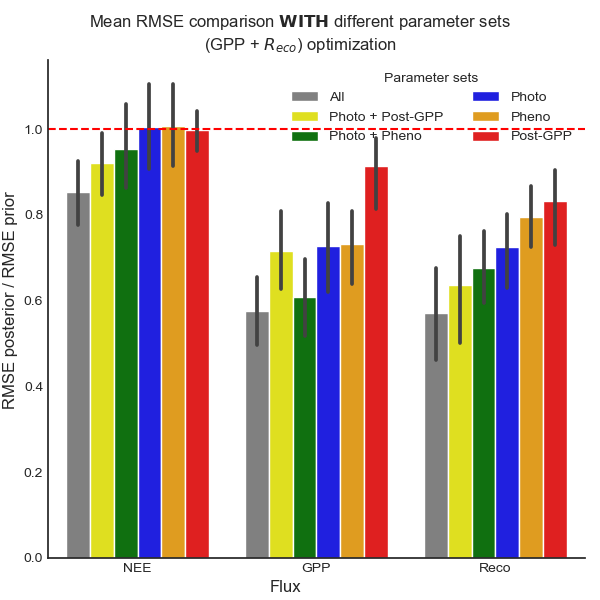 Mean RMSE comparison WITH different parameter sets
(GPP + Reco) optimization
Parameter sets
All
Photo + Post-GPP
Photo + Pheno
Photo
Pheno
Post-GPP
RMSE posterior / RMSE prior
1.0
0.8
0.6
0.4
0.2
0.0
NEE
GPP
Reco
Flux